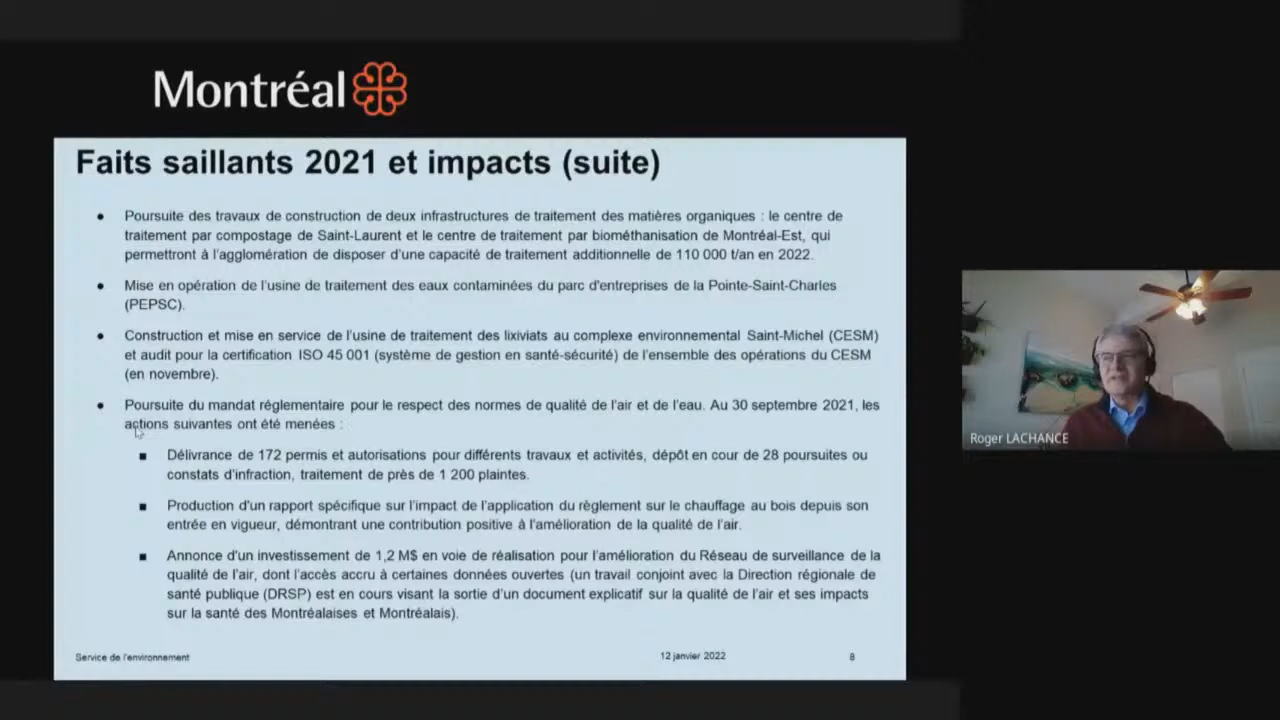 Montréal
Faits saillants 2021 et impacts (suite)
● Poursuite des travaux de construction de deux infrastructures de traitement des matières organiques : le centre de
traitement par compostage de Saint-Laurent et le centre de traitement par biométhanisation de Montréal-Est, qui
permettront à l'agglomération de disposer d'une capacité de traitement additionnelle de 110 000 t/an en 2022.
● Mise en opération de l'usine de traitement des eaux contaminées du parc d'entreprises de la Pointe-Saint-Charles
(PEPSC).
● Construction et mise en service de l'usine de traitement des lixiviats au complexe environnemental Saint-Michel (CESM)
et audit pour la certification ISO 45 001 (système de gestion en santé-sécurité) de l'ensemble des opérations du CESM
(en novembre).
● Poursuite du mandat réglementaire pour le respect des normes de qualité de l'air et de l'eau. Au 30 septembre 2021, les
actions suivantes ont été menées :
■ Délivrance de 172 permis et autorisations pour différents travaux et activités, dépôt en cour de 28 poursuites ou
constats d'infraction, traitement de près de 1 200 plaintes.
■ Production d'un rapport spécifique sur l'impact de l'application du règlement sur le chauffage au bois depuis son
entrée en vigueur, démontrant une contribution positive à l'amélioration de la qualité de l'air.
■ Annonce d'un investissement de 1,2 M$ en voie de réalisation pour l'amélioration du Réseau de surveillance de la
qualité de l'air, dont l'accès accru à certaines données ouvertes (un travail conjoint avec la Direction régionale de
santé publique (DRSP) est en cours visant la sortie d'un document explicatif sur la qualité de l'air et ses impacts
sur la santé des Montréalaises et Montréalais).
Service de l'environnement
12 janvier 2022
8
Roger LACHANCE